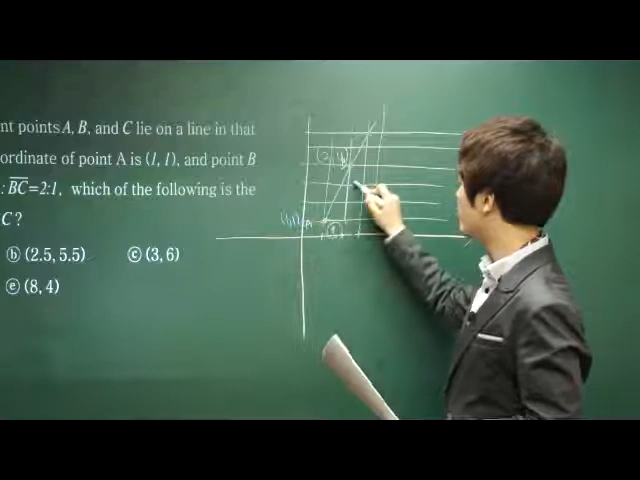 nt points A, B, and C lie on a line in that
ordinate of point A is (1, 1), and point B
: BC=2:1, which of the following is the
C?
ⓑ (2.5, 5.5) ⓒ (3, 6)
ⓔ (8, 4)